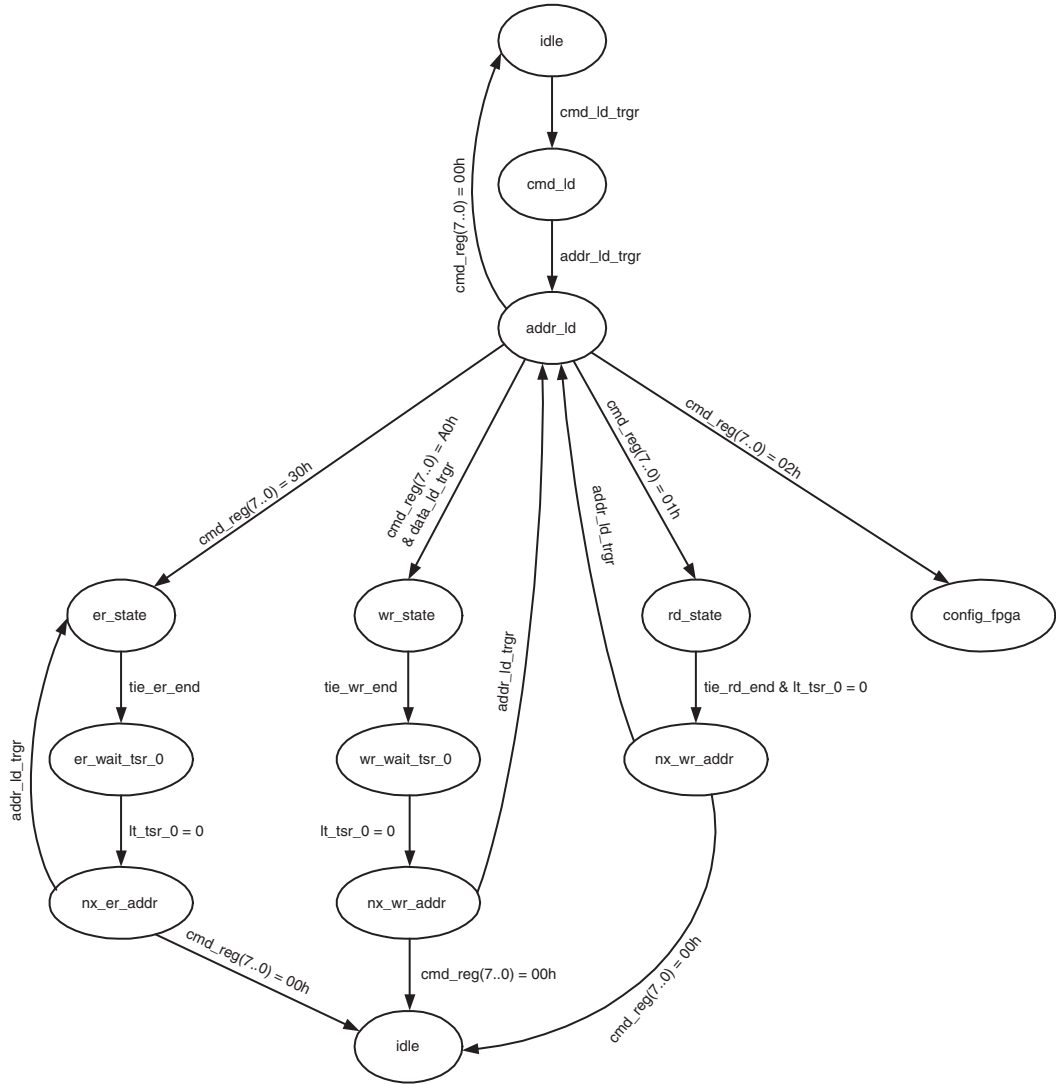 idle
cmd_ld_trgr
cmd_reg(7..0) = 00h
cmd_ld
addr_ld_trgr
addr_ld
cmd_reg(7..0) = 30h
cmd_reg(7..0) = A0h
& data_ld_trgr
addr_ld_trgr
cmd_reg(7..0) = 01h
cmd_reg(7..0) = 02h
er_state
wr_state
rd_state
config_fpga
tie_er_end
tie_wr_end
addr_ld_trgr
tie_rd_end & lt_tsr_0 = 0
addr_ld_trgr
er_wait_tsr_0
wr_wait_tsr_0
nx_wr_addr
lt_tsr_0 = 0
lt_tsr_0 = 0
nx_er_addr
nx_wr_addr
cmd_reg(7..0) = 00h
cmd_reg(7..0) = 00h
cmd_reg(7..0) = 00h
idle